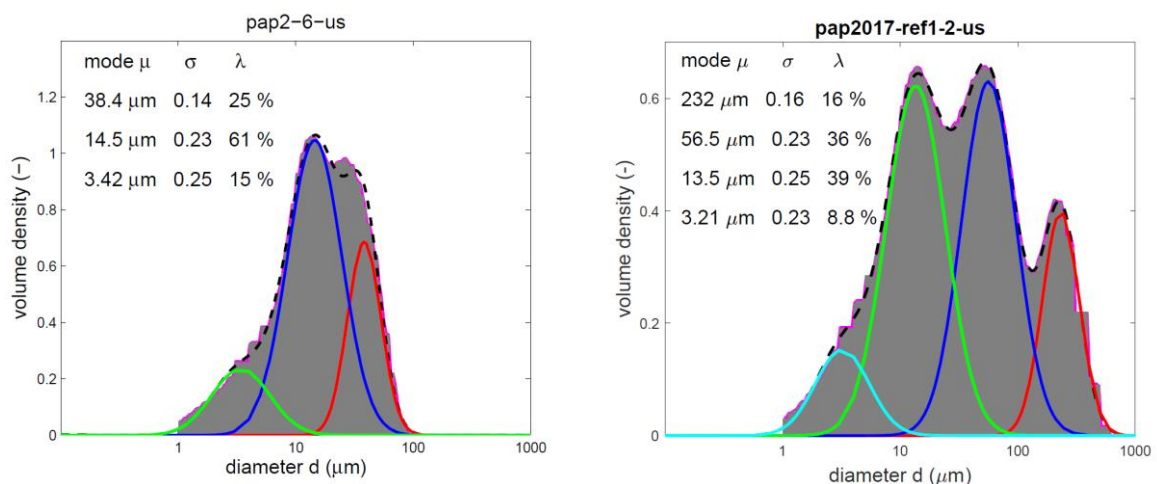 pap2−6−us
mode μ σ λ
38.4 μm 0.14 25 %
14.5 μm 0.23 61 %
3.42 μm 0.25 15 %
volume density (−)
1.2
1
0.8
0.6
0.4
0.2
0
1 10 100 1000
diameter d (μm)
pap2017-ref1-2-us
mode μ σ λ
232 μm 0.16 16 %
56.5 μm 0.23 36 %
13.5 μm 0.25 39 %
3.21 μm 0.23 8.8 %
volume density (−)
0.6
0.4
0.2
0
1 10 100 1000
diameter d (μm)